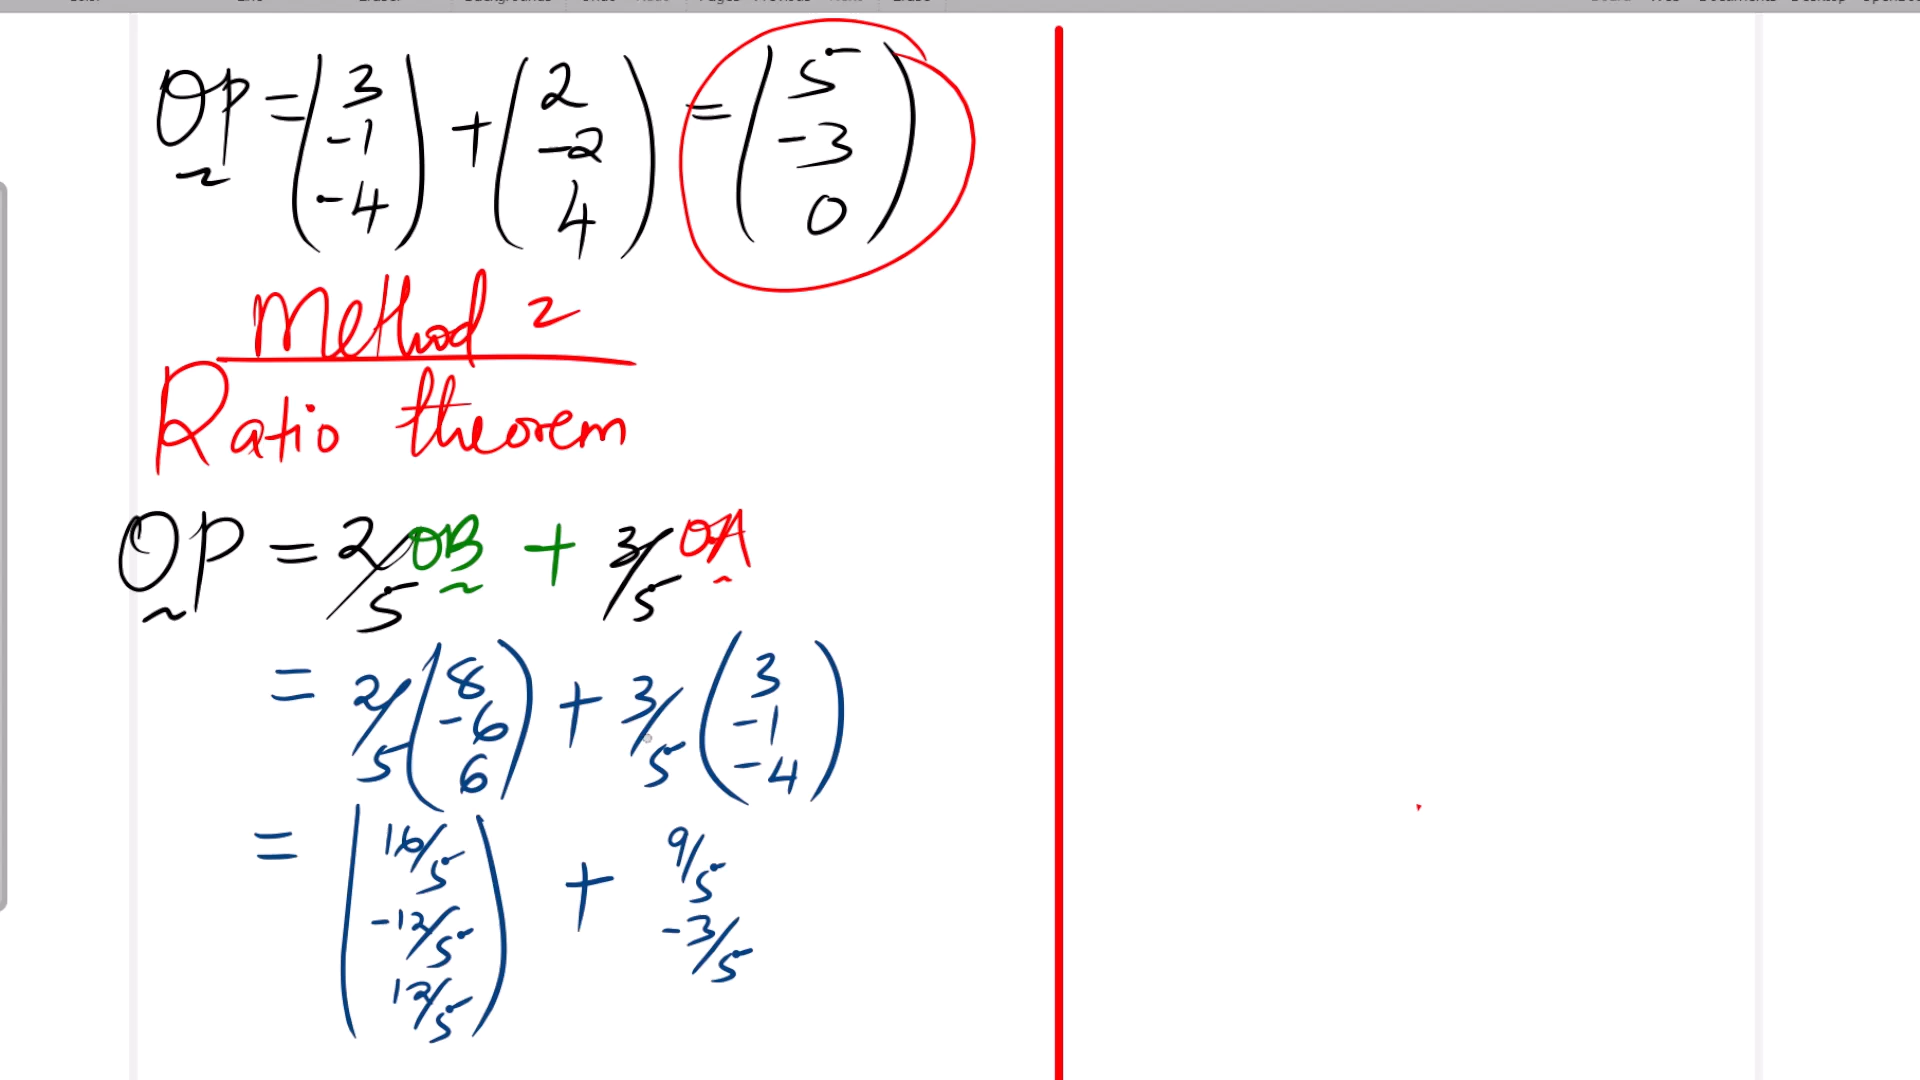 OP = (3 -1 -4) + (2 -2 4) = (5 -3 0)
Method 2
Ratio theorem
OP = 2/5 OB + 3/5 OA
= 2/5 (8 -6 6) + 3/5 (3 -1 -4)
= (16/5 -12/5 12/5) + 9/5 -3/5